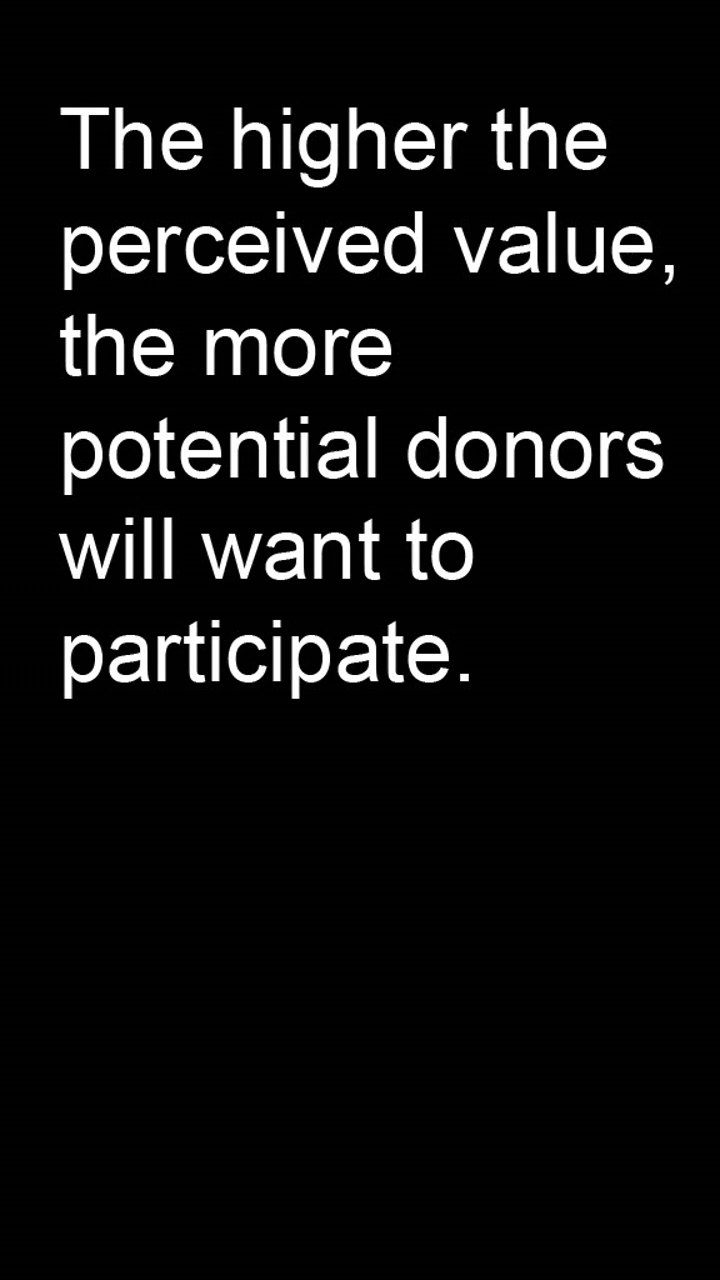 The higher the
perceived value,
the more
potential donors
will want to
participate.